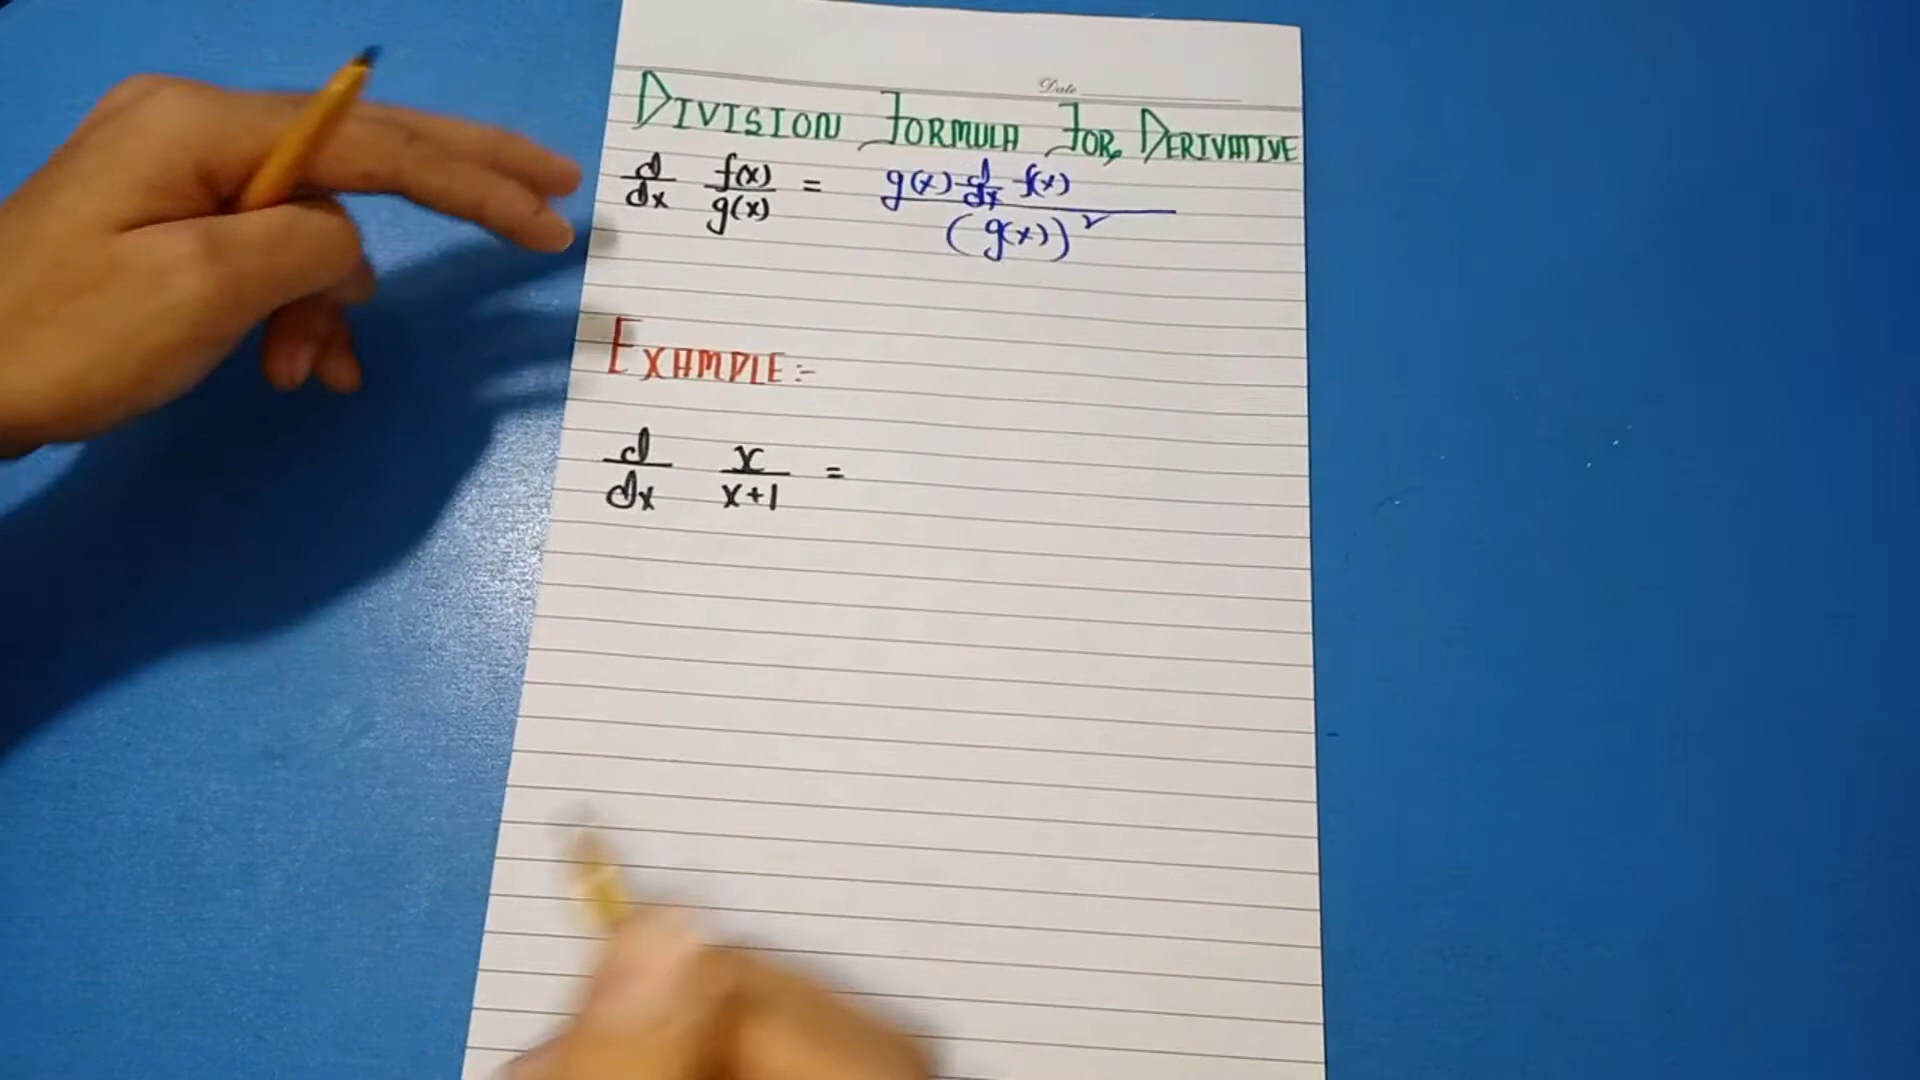 Date
DIVISION FORMULA FOR DERIVATIVE
d/dx f(x)/g(x) = g(x) d/dx f(x) / (g(x))²
EXAMPLE:-
d/dx x/x+1 =